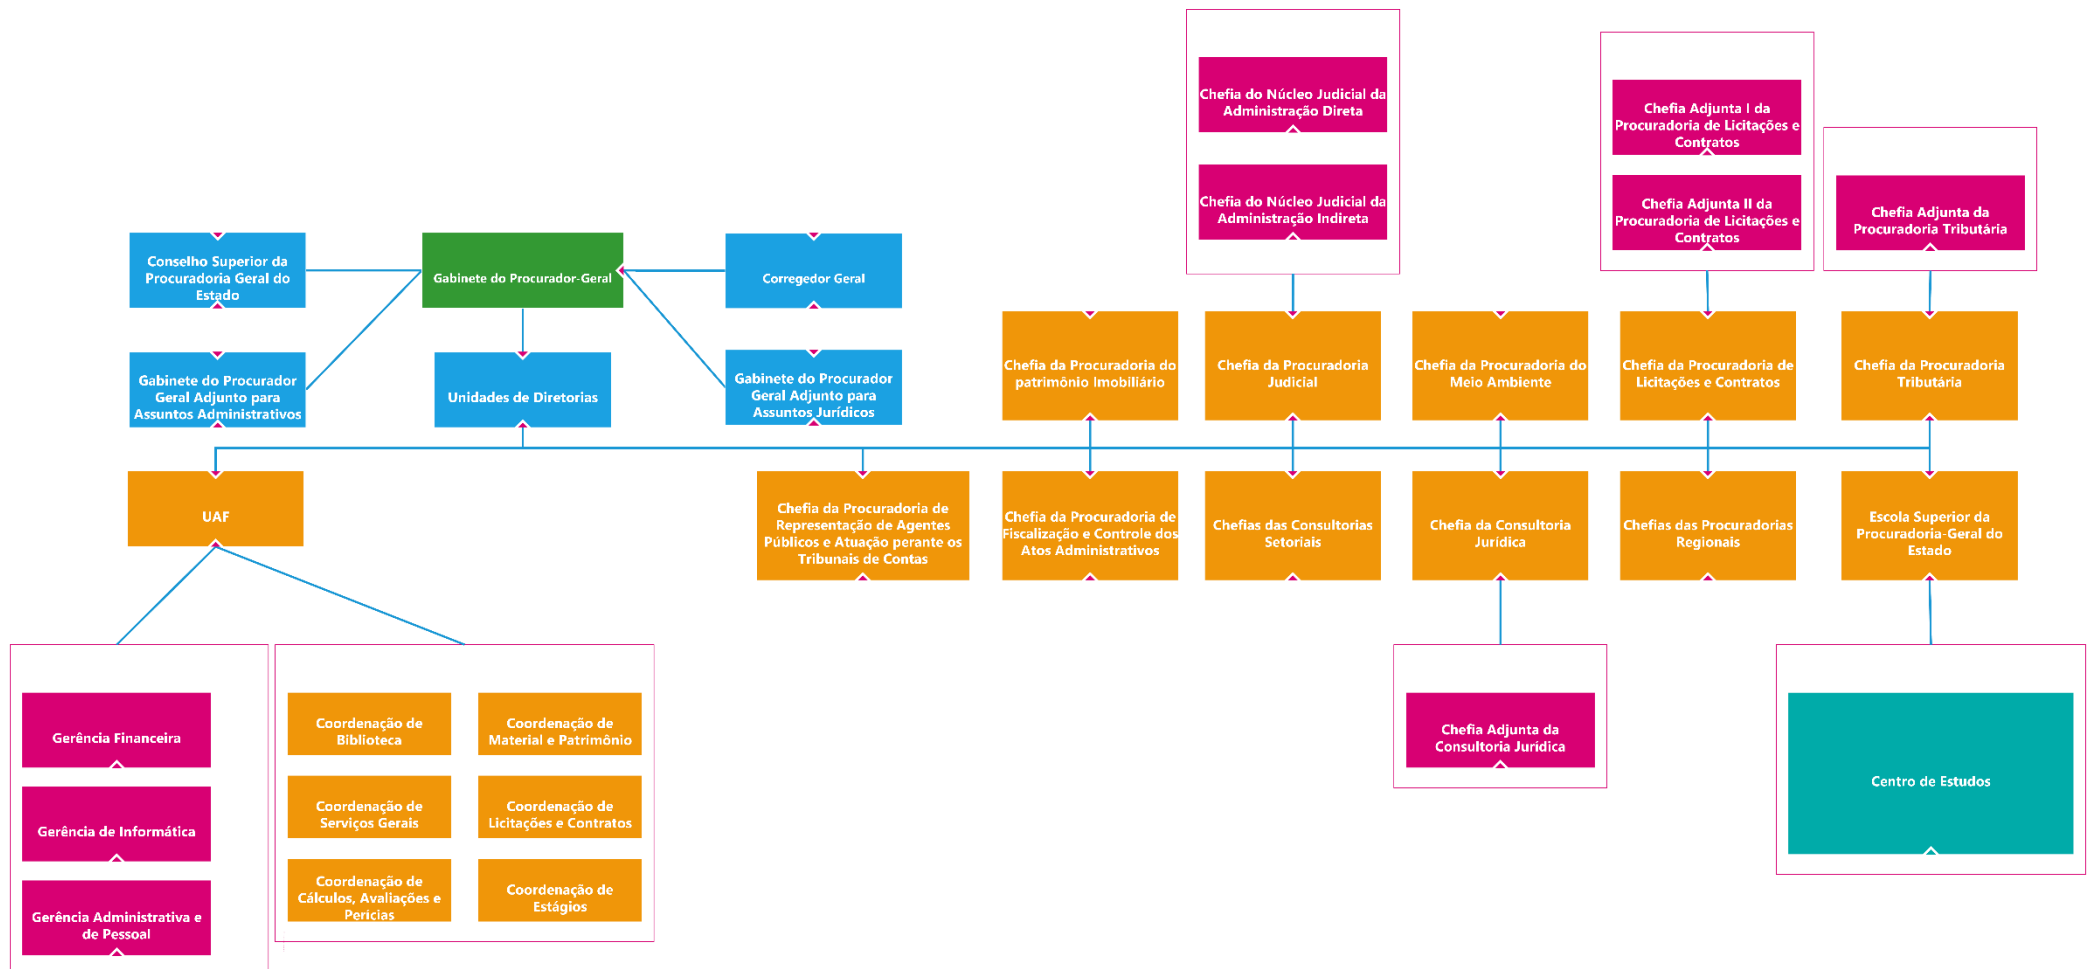 Chefia do Núcleo Judicial da
Administração Direta
Chefia do Núcleo Judicial da
Administração Indireta
Chefia Adjunta I da
Procuradoria de Licitações e
Contratos
Chefia Adjunta II da
Procuradoria de Licitações e
Contratos
Chefia Adjunta da
Procuradoria Tributária
Conselho Superior da
Procuradoria Geral do
Estado
Gabinete do Procurador-Geral
Corregedor Geral
Gabinete do Procurador
Geral Adjunto para
Assuntos Administrativos
Unidades de Diretorias
Gabinete do Procurador
Geral Adjunto para
Assuntos Jurídicos
Chefia da Procuradoria do
patrimônio Imobiliário
Chefia da Procuradoria
Judicial
Chefia da Procuradoria do
Meio Ambiente
Chefia da Procuradoria de
Licitações e Contratos
Chefia da Procuradoria
Tributária
UAF
Chefia da Procuradoria de
Representação de Agentes
Públicos e Atuação perante os
Tribunais de Contas
Chefia da Procuradoria de
Fiscalização e Controle dos
Atos Administrativos
Chefias das Consultorias
Setoriais
Chefia da Consultoria
Jurídica
Chefias das Procuradorias
Regionais
Escola Superior da
Procuradoria-Geral do
Estado
Gerência Financeira
Gerência de Informática
Gerência Administrativa e
de Pessoal
Coordenação de
Biblioteca
Coordenação de
Material e Patrimônio
Coordenação de
Serviços Gerais
Coordenação de
Licitações e Contratos
Coordenação de
Cálculos, Avaliações e
Perícias
Coordenação de
Estágios
Chefia Adjunta da
Consultoria Jurídica
Centro de Estudos